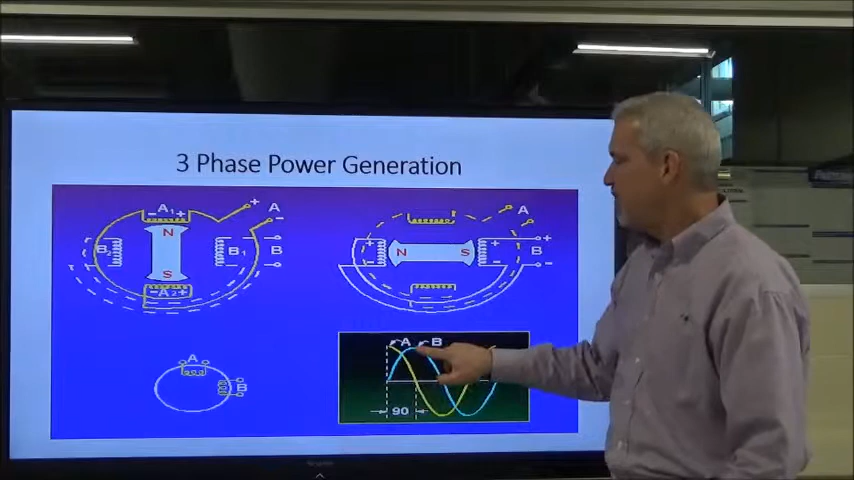 3 Phase Power Generation
A1
- +
N
B2
B1
S
- A2 +
+
A
-
B
A
+
-
N
S
+
-
+
B
-
A
B
A
B
90